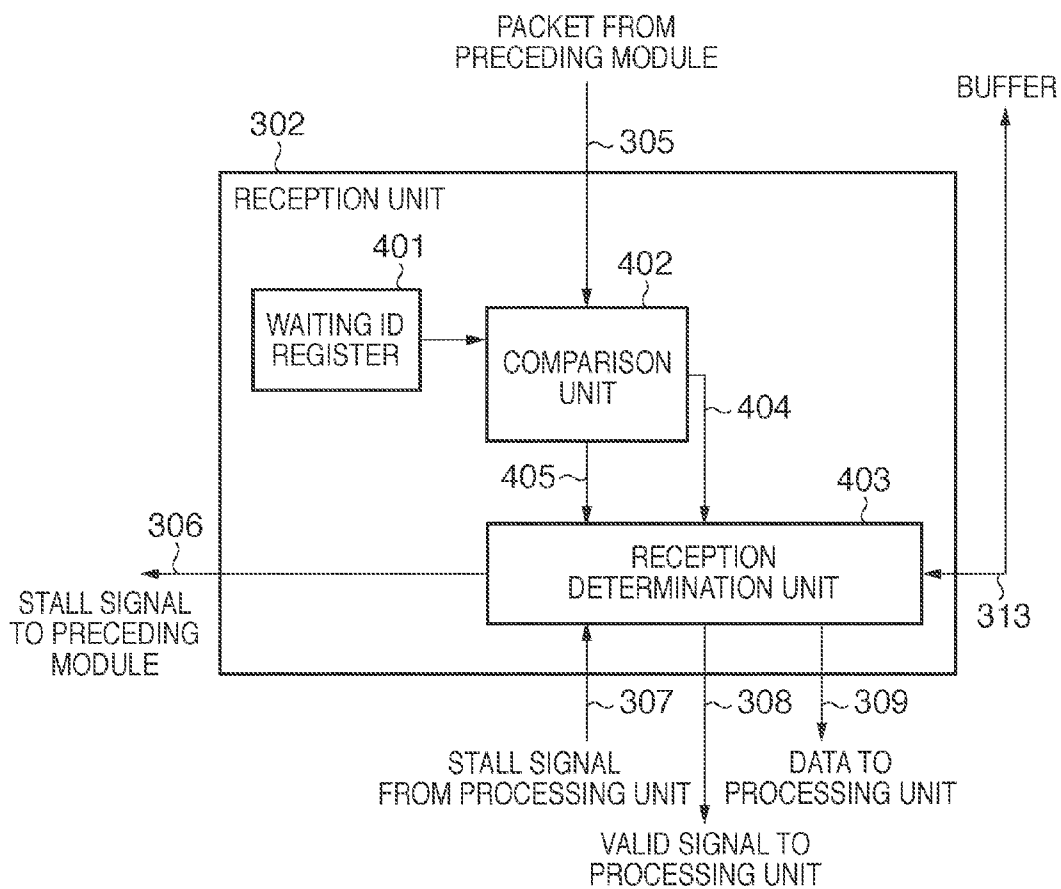 PACKET FROM
PRECEDING MODULE
BUFFER
302
305
RECEPTION UNIT
401
402
WAITING ID
REGISTER
COMPARISON
UNIT
404
405
403
306
RECEPTION
DETERMINATION UNIT
313
STALL SIGNAL
TO PRECEDING
MODULE
307
308
309
STALL SIGNAL
FROM PROCESSING UNIT
DATA TO
PROCESSING UNIT
VALID SIGNAL TO
PROCESSING UNIT